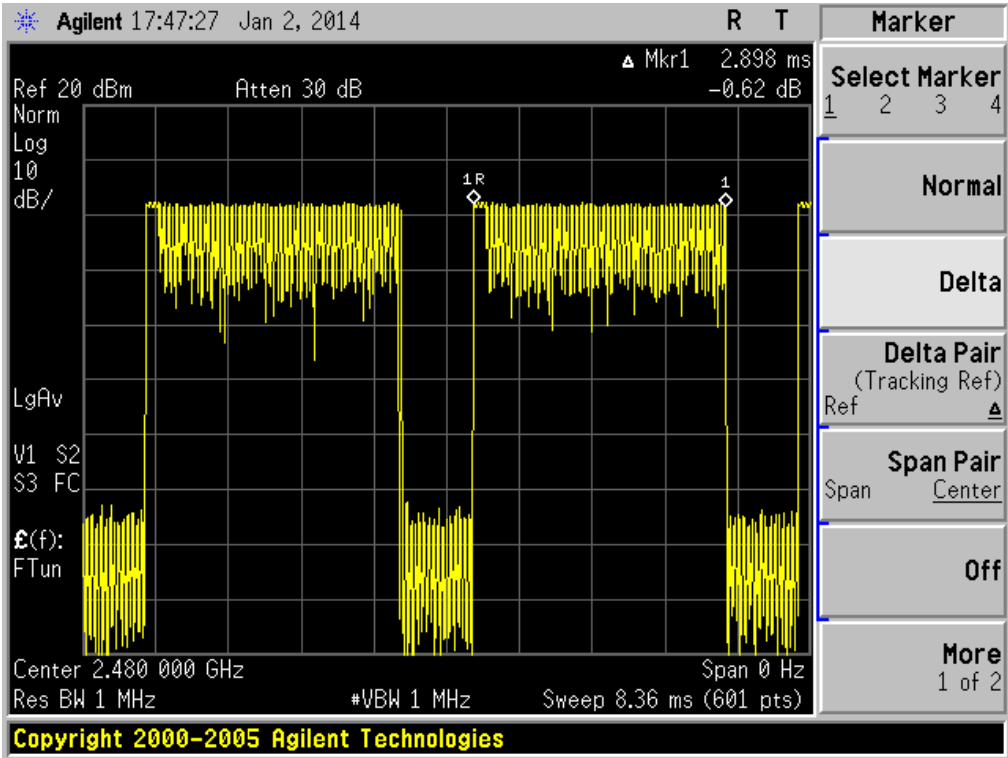 Agilent 17:47:27 Jan 2, 2014 R T
Δ Mkr1 2.898 ms
Ref 20 dBm Atten 30 dB -0.62 dB
Norm
Log
10
dB/
1R
1
LgAv
V1 S2
S3 FC
£(f):
FTun
Center 2.480 000 GHz Span 0 Hz
Res BW 1 MHz #VBW 1 MHz Sweep 8.36 ms (601 pts)
Copyright 2000-2005 Agilent Technologies
Marker
Select Marker
1 2 3 4
Normal
Delta
Delta Pair
(Tracking Ref)
Ref Δ
Span Pair
Span Center
Off
More
1 of 2